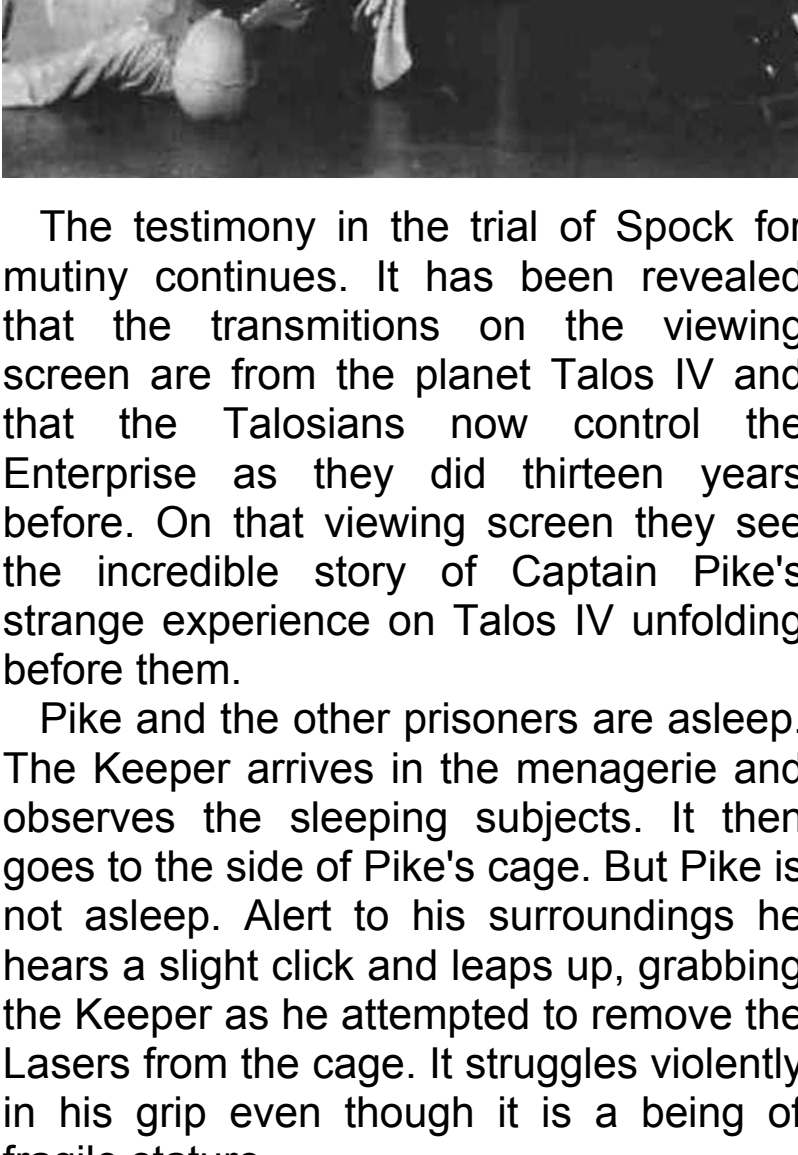 The testimony in the trial of Spock for
mutiny continues. It has been revealed
that the transmitions on the viewing
screen are from the planet Talos IV and
that the Talosians now control the
Enterprise as they did thirteen years
before. On that viewing screen they see
the incredible story of Captain Pike's
strange experience on Talos IV unfolding
before them.
Pike and the other prisoners are asleep.
The Keeper arrives in the menagerie and
observes the sleeping subjects. It then
goes to the side of Pike's cage. But Pike is
not asleep. Alert to his surroundings he
hears a slight click and leaps up, grabbing
the Keeper as he attempted to remove the
Lasers from the cage. It struggles violently
in his grip even though it is a being of
fragile stature